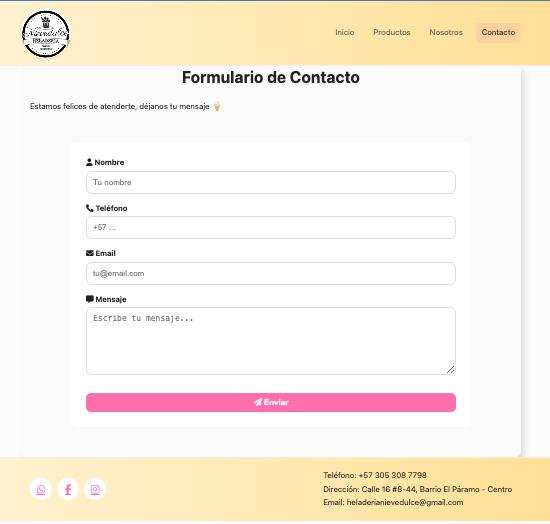 Nievedulce
HELADERÍA
Inicio Productos Nosotros Contacto
Formulario de Contacto
Estamos felices de atenderte, déjanos tu mensaje 🍦
Nombre
Tu nombre
Teléfono
+57 ...
Email
tu@email.com
Mensaje
Escribe tu mensaje...
Enviar
Teléfono: +57 305 308 7798
Dirección: Calle 16 #8-44, Barrio El Páramo - Centro
Email: heladerianievedulce@gmail.com